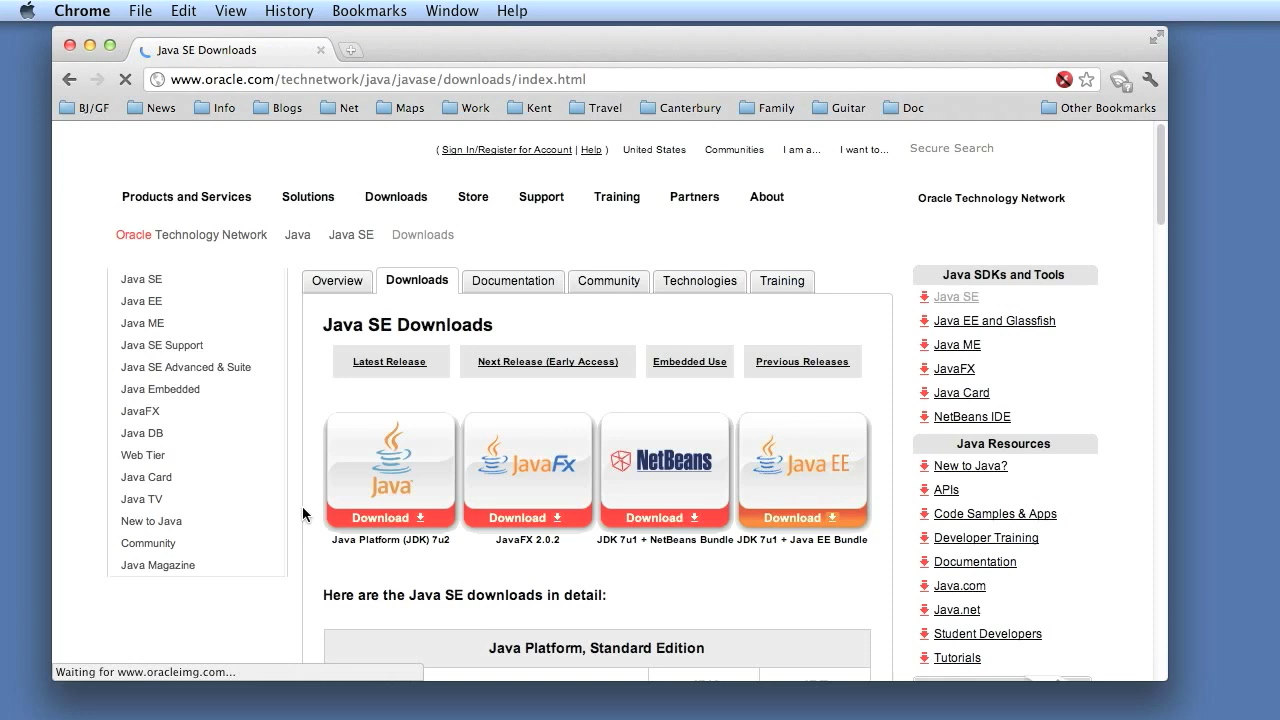 Chrome File Edit View History Bookmarks Window Help
Java SE Downloads
www.oracle.com/technetwork/java/javase/downloads/index.html
BJ/GF News Info Blogs Net Maps Work Kent Travel Canterbury Family Guitar Doc Other Bookmarks
( Sign In/Register for Account | Help ) United States Communities I am a... I want to... Secure Search
Products and Services Solutions Downloads Store Support Training Partners About Oracle Technology Network
Oracle Technology Network Java Java SE Downloads
Java SE
Java EE
Java ME
Java SE Support
Java SE Advanced & Suite
Java Embedded
JavaFX
Java DB
Web Tier
Java Card
Java TV
New to Java
Community
Java Magazine
Overview Downloads Documentation Community Technologies Training
Java SE Downloads
Latest Release Next Release (Early Access) Embedded Use Previous Releases
Java JavaFx NetBeans Java EE
Download Download Download Download
Java Platform (JDK) 7u2 JavaFX 2.0.2 JDK 7u1 + NetBeans Bundle JDK 7u1 + Java EE Bundle
Here are the Java SE downloads in detail:
Java Platform, Standard Edition
Java SDKs and Tools
Java SE
Java EE and Glassfish
Java ME
JavaFX
Java Card
NetBeans IDE
Java Resources
New to Java?
APIs
Code Samples & Apps
Developer Training
Documentation
Java.com
Java.net
Student Developers
Tutorials
Waiting for www.oracleimg.com...